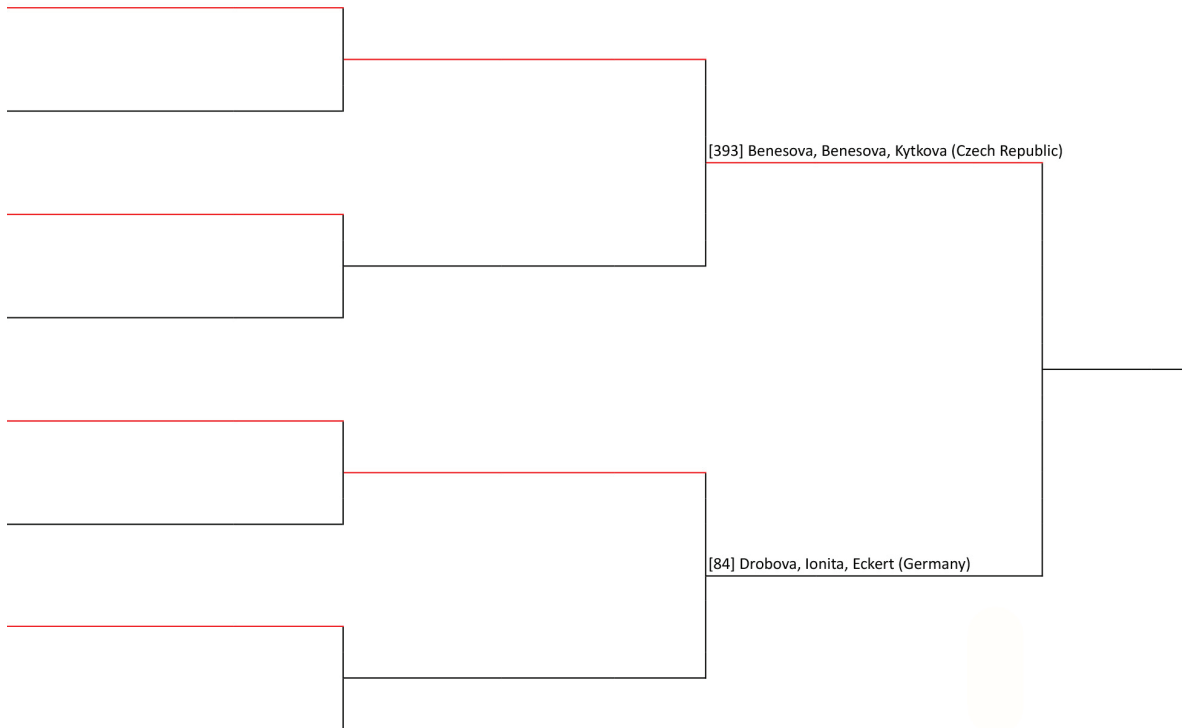 [393] Benesova, Benesova, Kytkova (Czech Republic)
[84] Drobova, Ionita, Eckert (Germany)